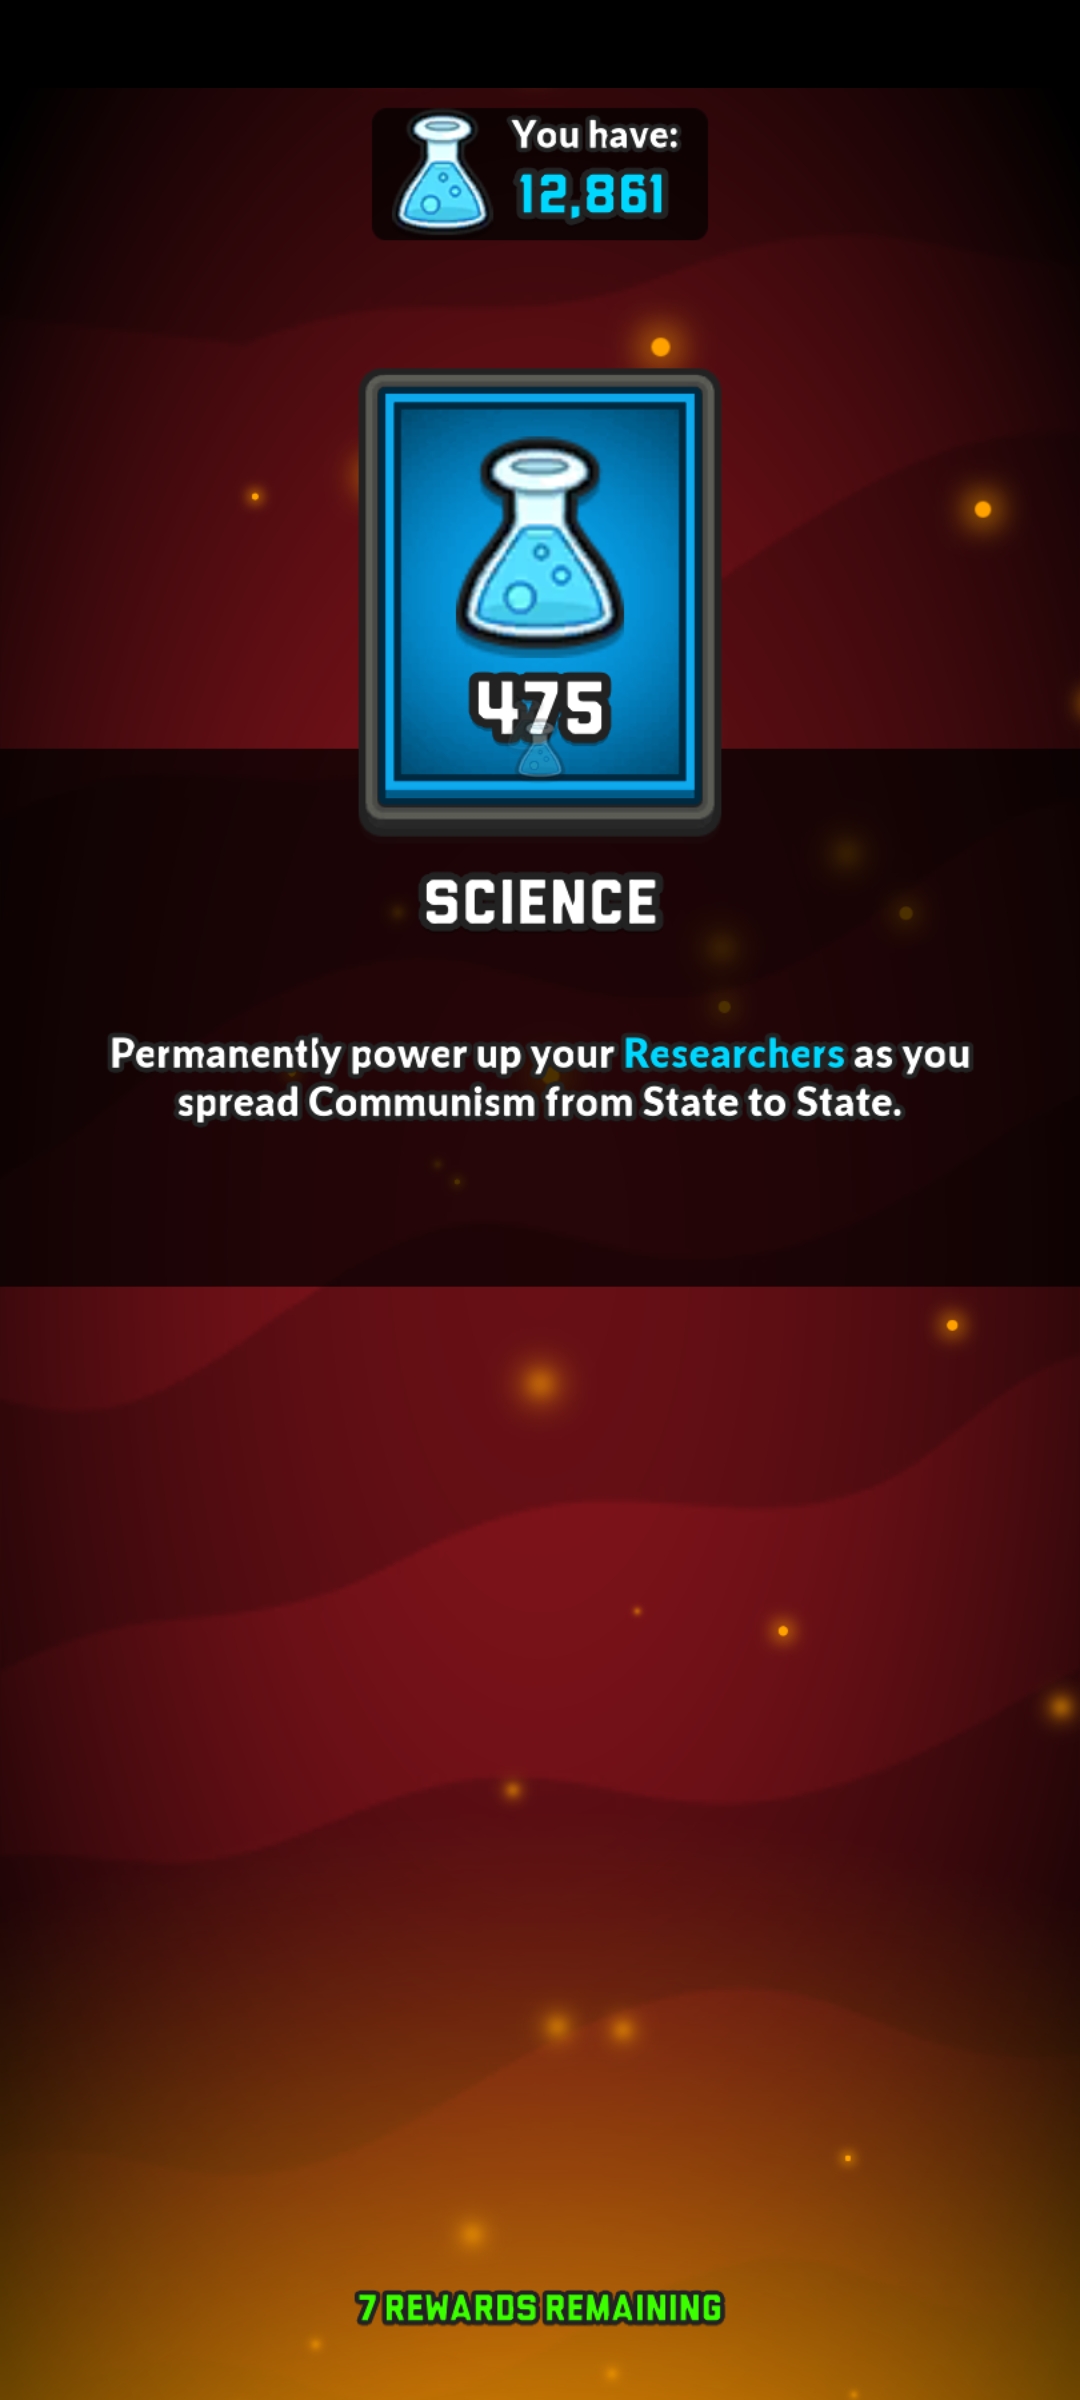 You have:
12,861
475
SCIENCE
Permanently power up your Researchers as you
spread Communism from State to State.
7 REWARDS REMAINING